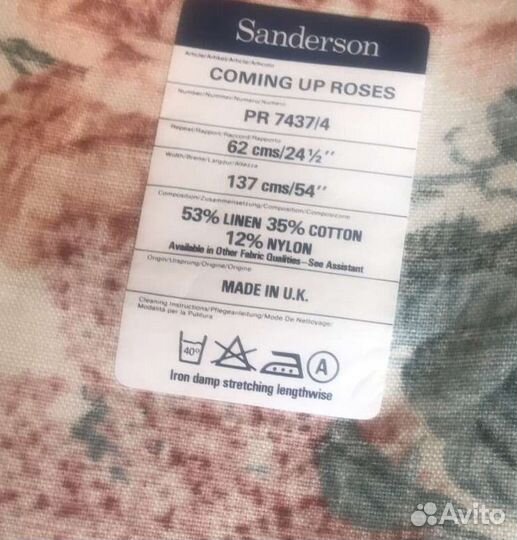 Sanderson
Article/Artikel/Article/Articolo
COMING UP ROSES
Number/Nummer/Numéro/Numero
PR 7437/4
Repeat/Rapport/Raccord/Rapporto
62 cms/24½"
Width/Breite/Largeur/Altezza
137 cms/54"
Composition/Zusammensetzung/Composition/Composizione
53% LINEN 35% COTTON
12% NYLON
Available in Other Fabric Qualities—See Assistant
Origin/Ursprung/Origine/Origine
MADE IN U.K.
Cleaning Instructions/Pflegeanleitung/Mode De Nettoyage/
Modalita per la Pulitura
40° A
Iron damp stretching lengthwise
Avito